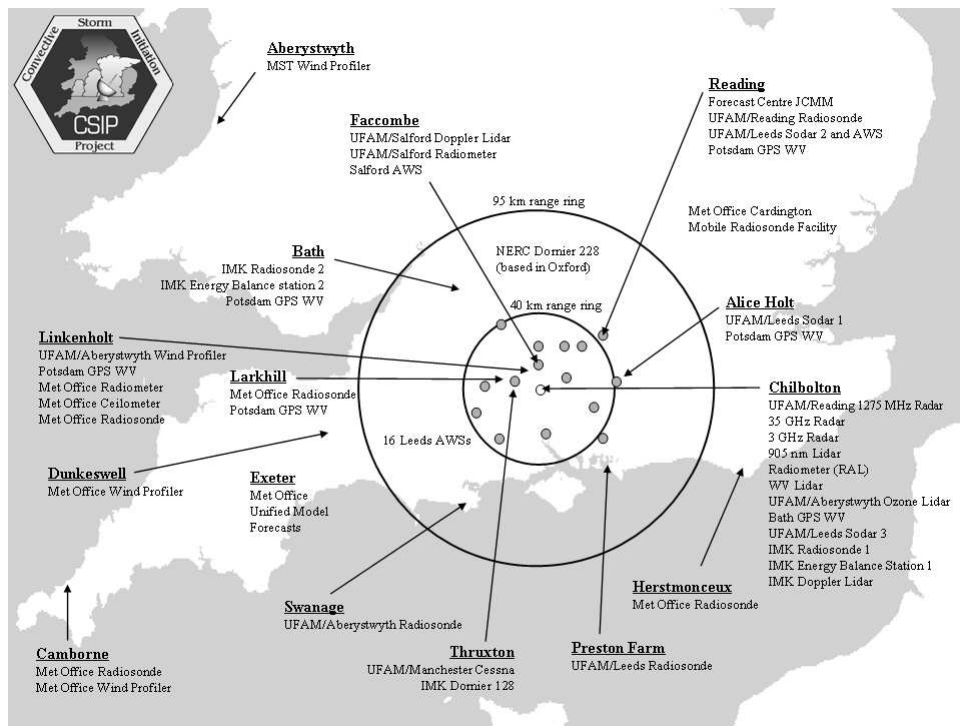 Convective
Storm
Initiation
CSIP
Project
Aberystwyth
MST Wind Profiler
Faccombe
UFAM/Salford Doppler Lidar
UFAM/Salford Radiometer
Salford AWS
Reading
Forecast Centre JCMM
UFAM/Reading Radiosonde
UFAM/Leeds Sodar 2 and AWS
Potsdam GPS WV
95 km range ring
Met Office Cardington
Mobile Radiosonde Facility
NERC Dornier 228
(based in Oxford)
Bath
IMK Radiosonde 2
IMK Energy Balance station 2
Potsdam GPS WV
40 km range ring
Alice Holt
UFAM/Leeds Sodar 1
Potsdam GPS WV
Linkenholt
UFAM/Aberystwyth Wind Profiler
Potsdam GPS WV
Met Office Radiometer
Met Office Ceilometer
Met Office Radiosonde
Larkhill
Met Office Radiosonde
Potsdam GPS WV
Chilbolton
UFAM/Reading 1275 MHz Radar
35 GHz Radar
3 GHz Radar
905 nm Lidar
Radiometer (RAL)
WV Lidar
UFAM/Aberystwyth Ozone Lidar
Bath GPS WV
UFAM/Leeds Sodar 3
IMK Radiosonde 1
IMK Energy Balance Station 1
IMK Doppler Lidar
16 Leeds AWSs
Dunkeswell
Met Office Wind Profiler
Exeter
Met Office
Unified Model
Forecasts
Herstmonceux
Met Office Radiosonde
Swanage
UFAM/Aberystwyth Radiosonde
Thruxton
UFAM/Manchester Cessna
IMK Dornier 128
Preston Farm
UFAM/Leeds Radiosonde
Camborne
Met Office Radiosonde
Met Office Wind Profiler